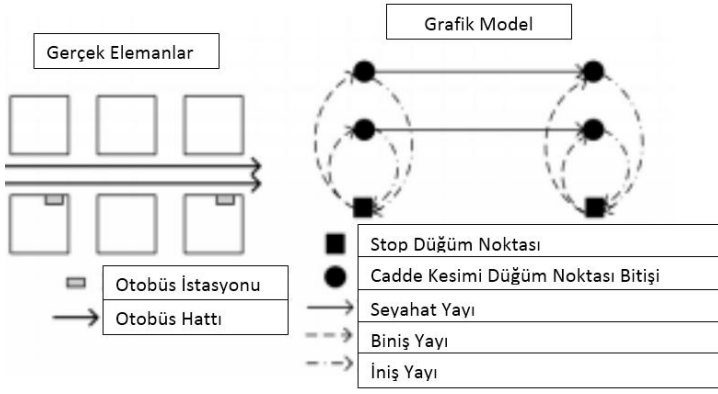 Grafik Model
Gerçek Elemanlar
Stop Düğüm Noktası
Cadde Kesimi Düğüm Noktası Bitişi
Otobüs İstasyonu
Seyahat Yayı
Otobüs Hattı
Biniş Yayı
İniş Yayı